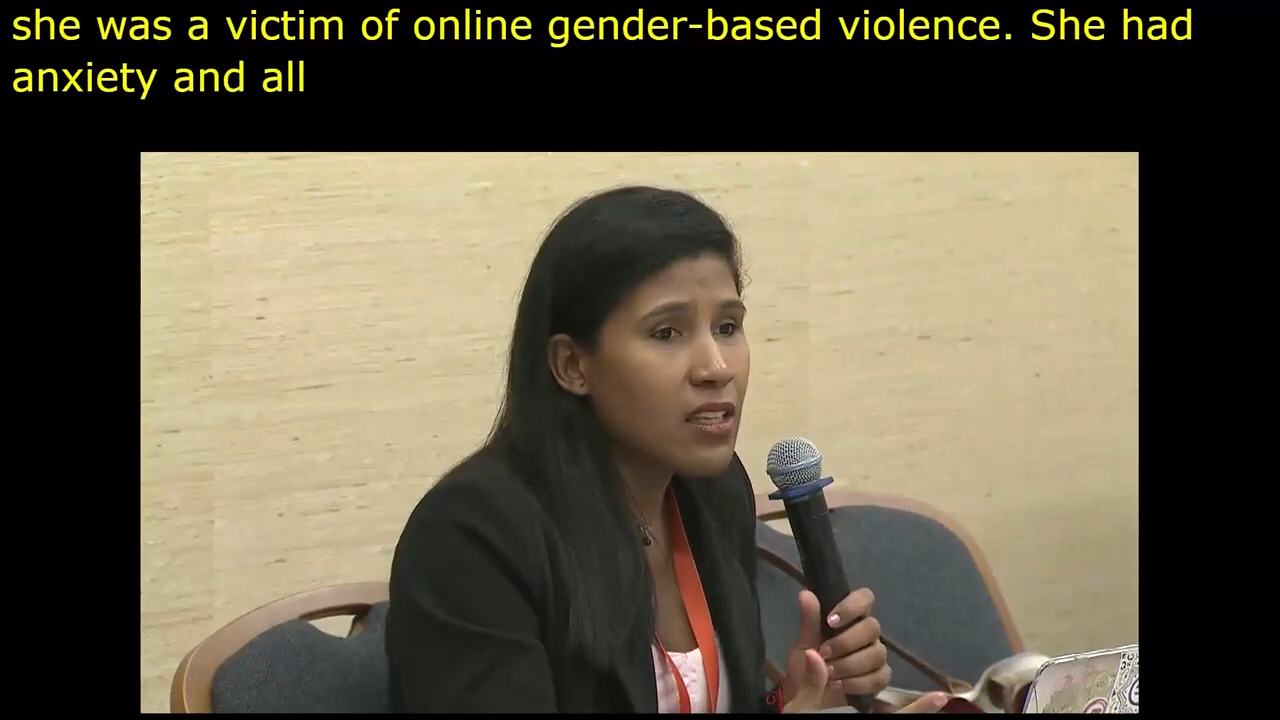 she was a victim of online gender-based violence. She had
anxiety and all